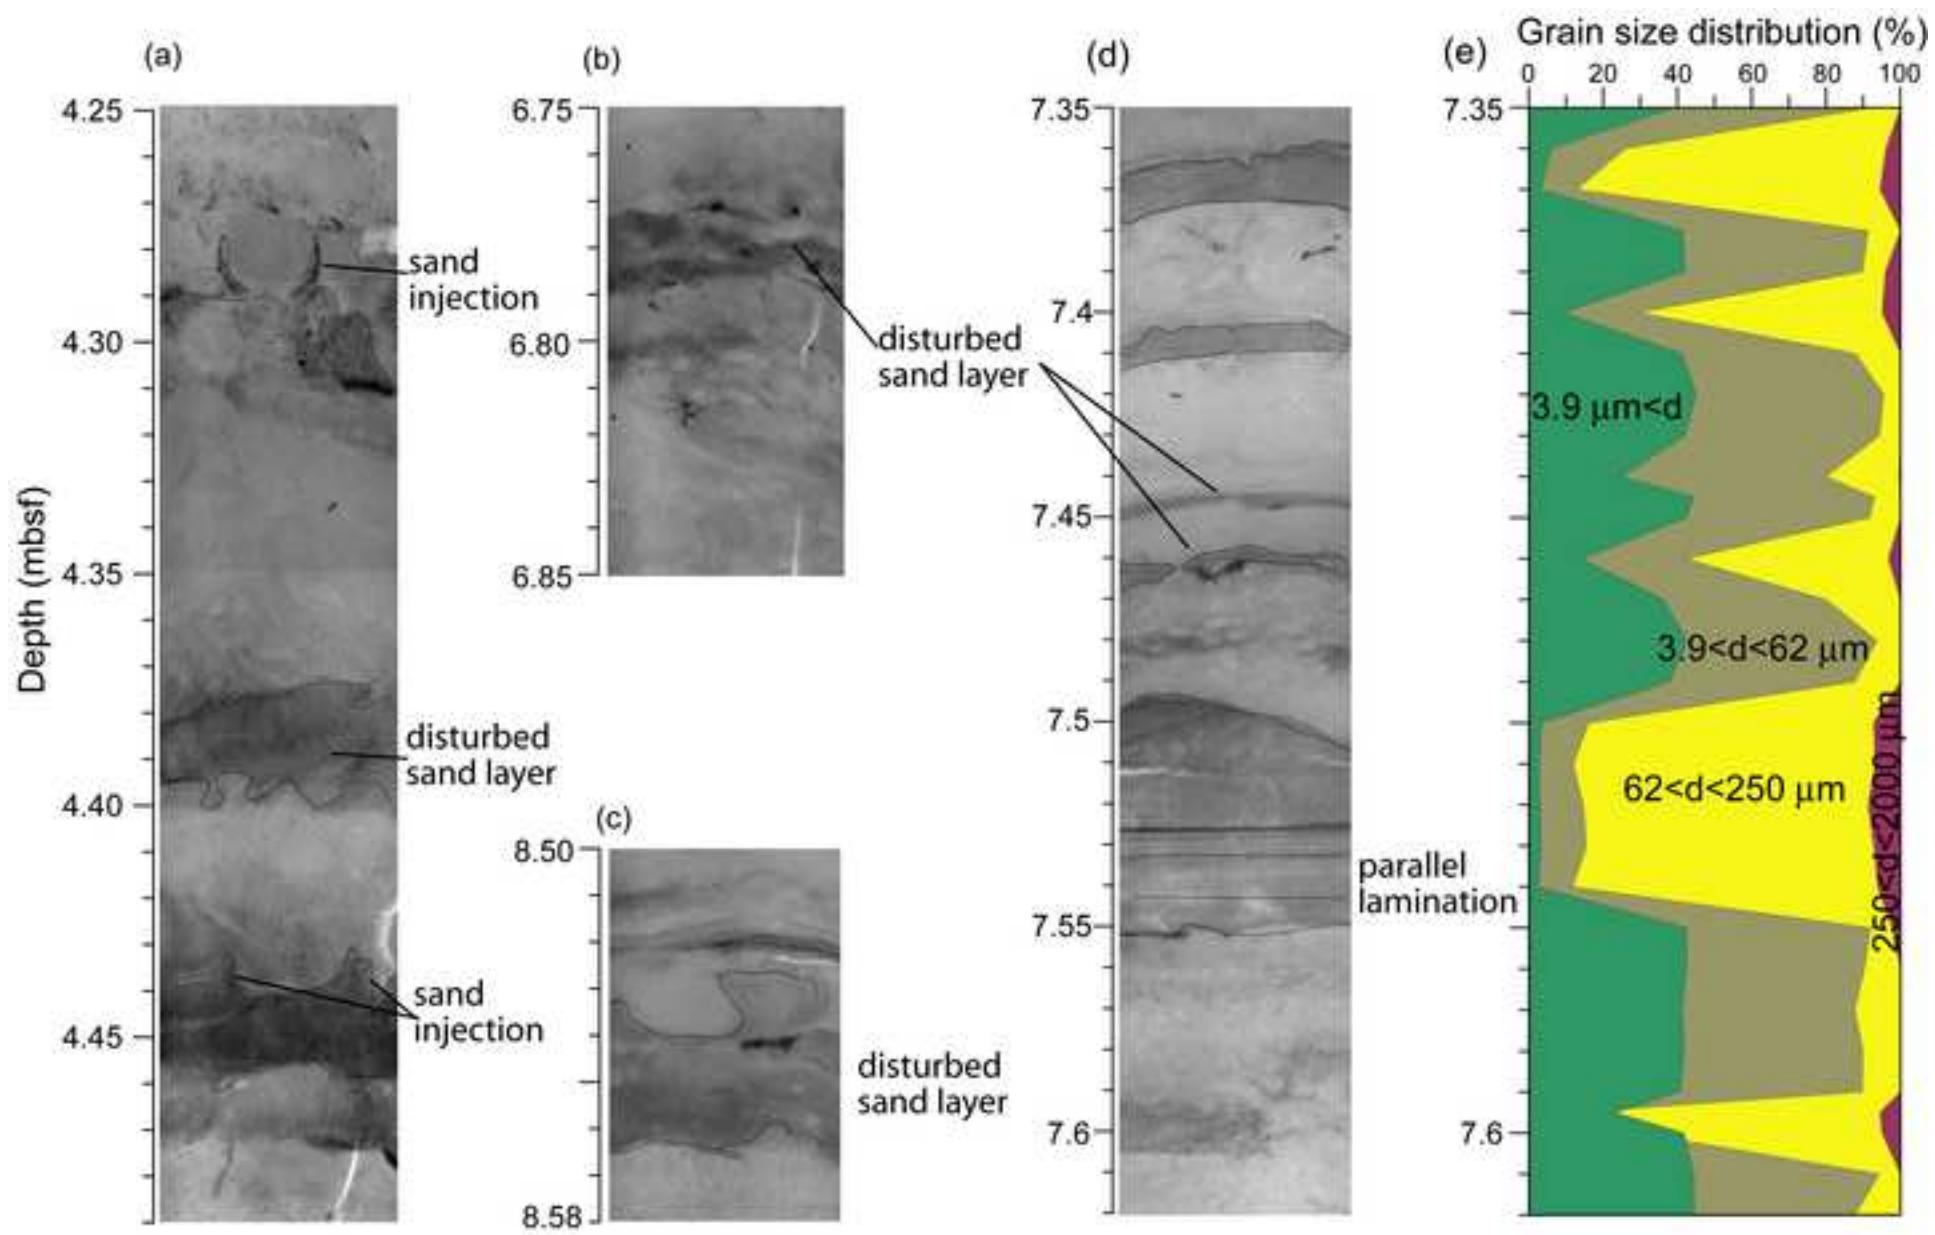 (a)
(b)
(d)
(e)
Grain size distribution (%)
0 20 40 60 80 100
Depth (mbsf)
4.25
4.30
4.35
4.40
4.45
sand
injection
disturbed
sand layer
sand
injection
6.75
6.80
6.85
disturbed
sand layer
(c)
8.50
8.58
disturbed
sand layer
7.35
7.4
7.45
7.5
7.55
7.6
parallel
lamination
7.35
7.6
3.9 µm<d
3.9<d<62 µm
62<d<250 µm
250<d<2000 µm